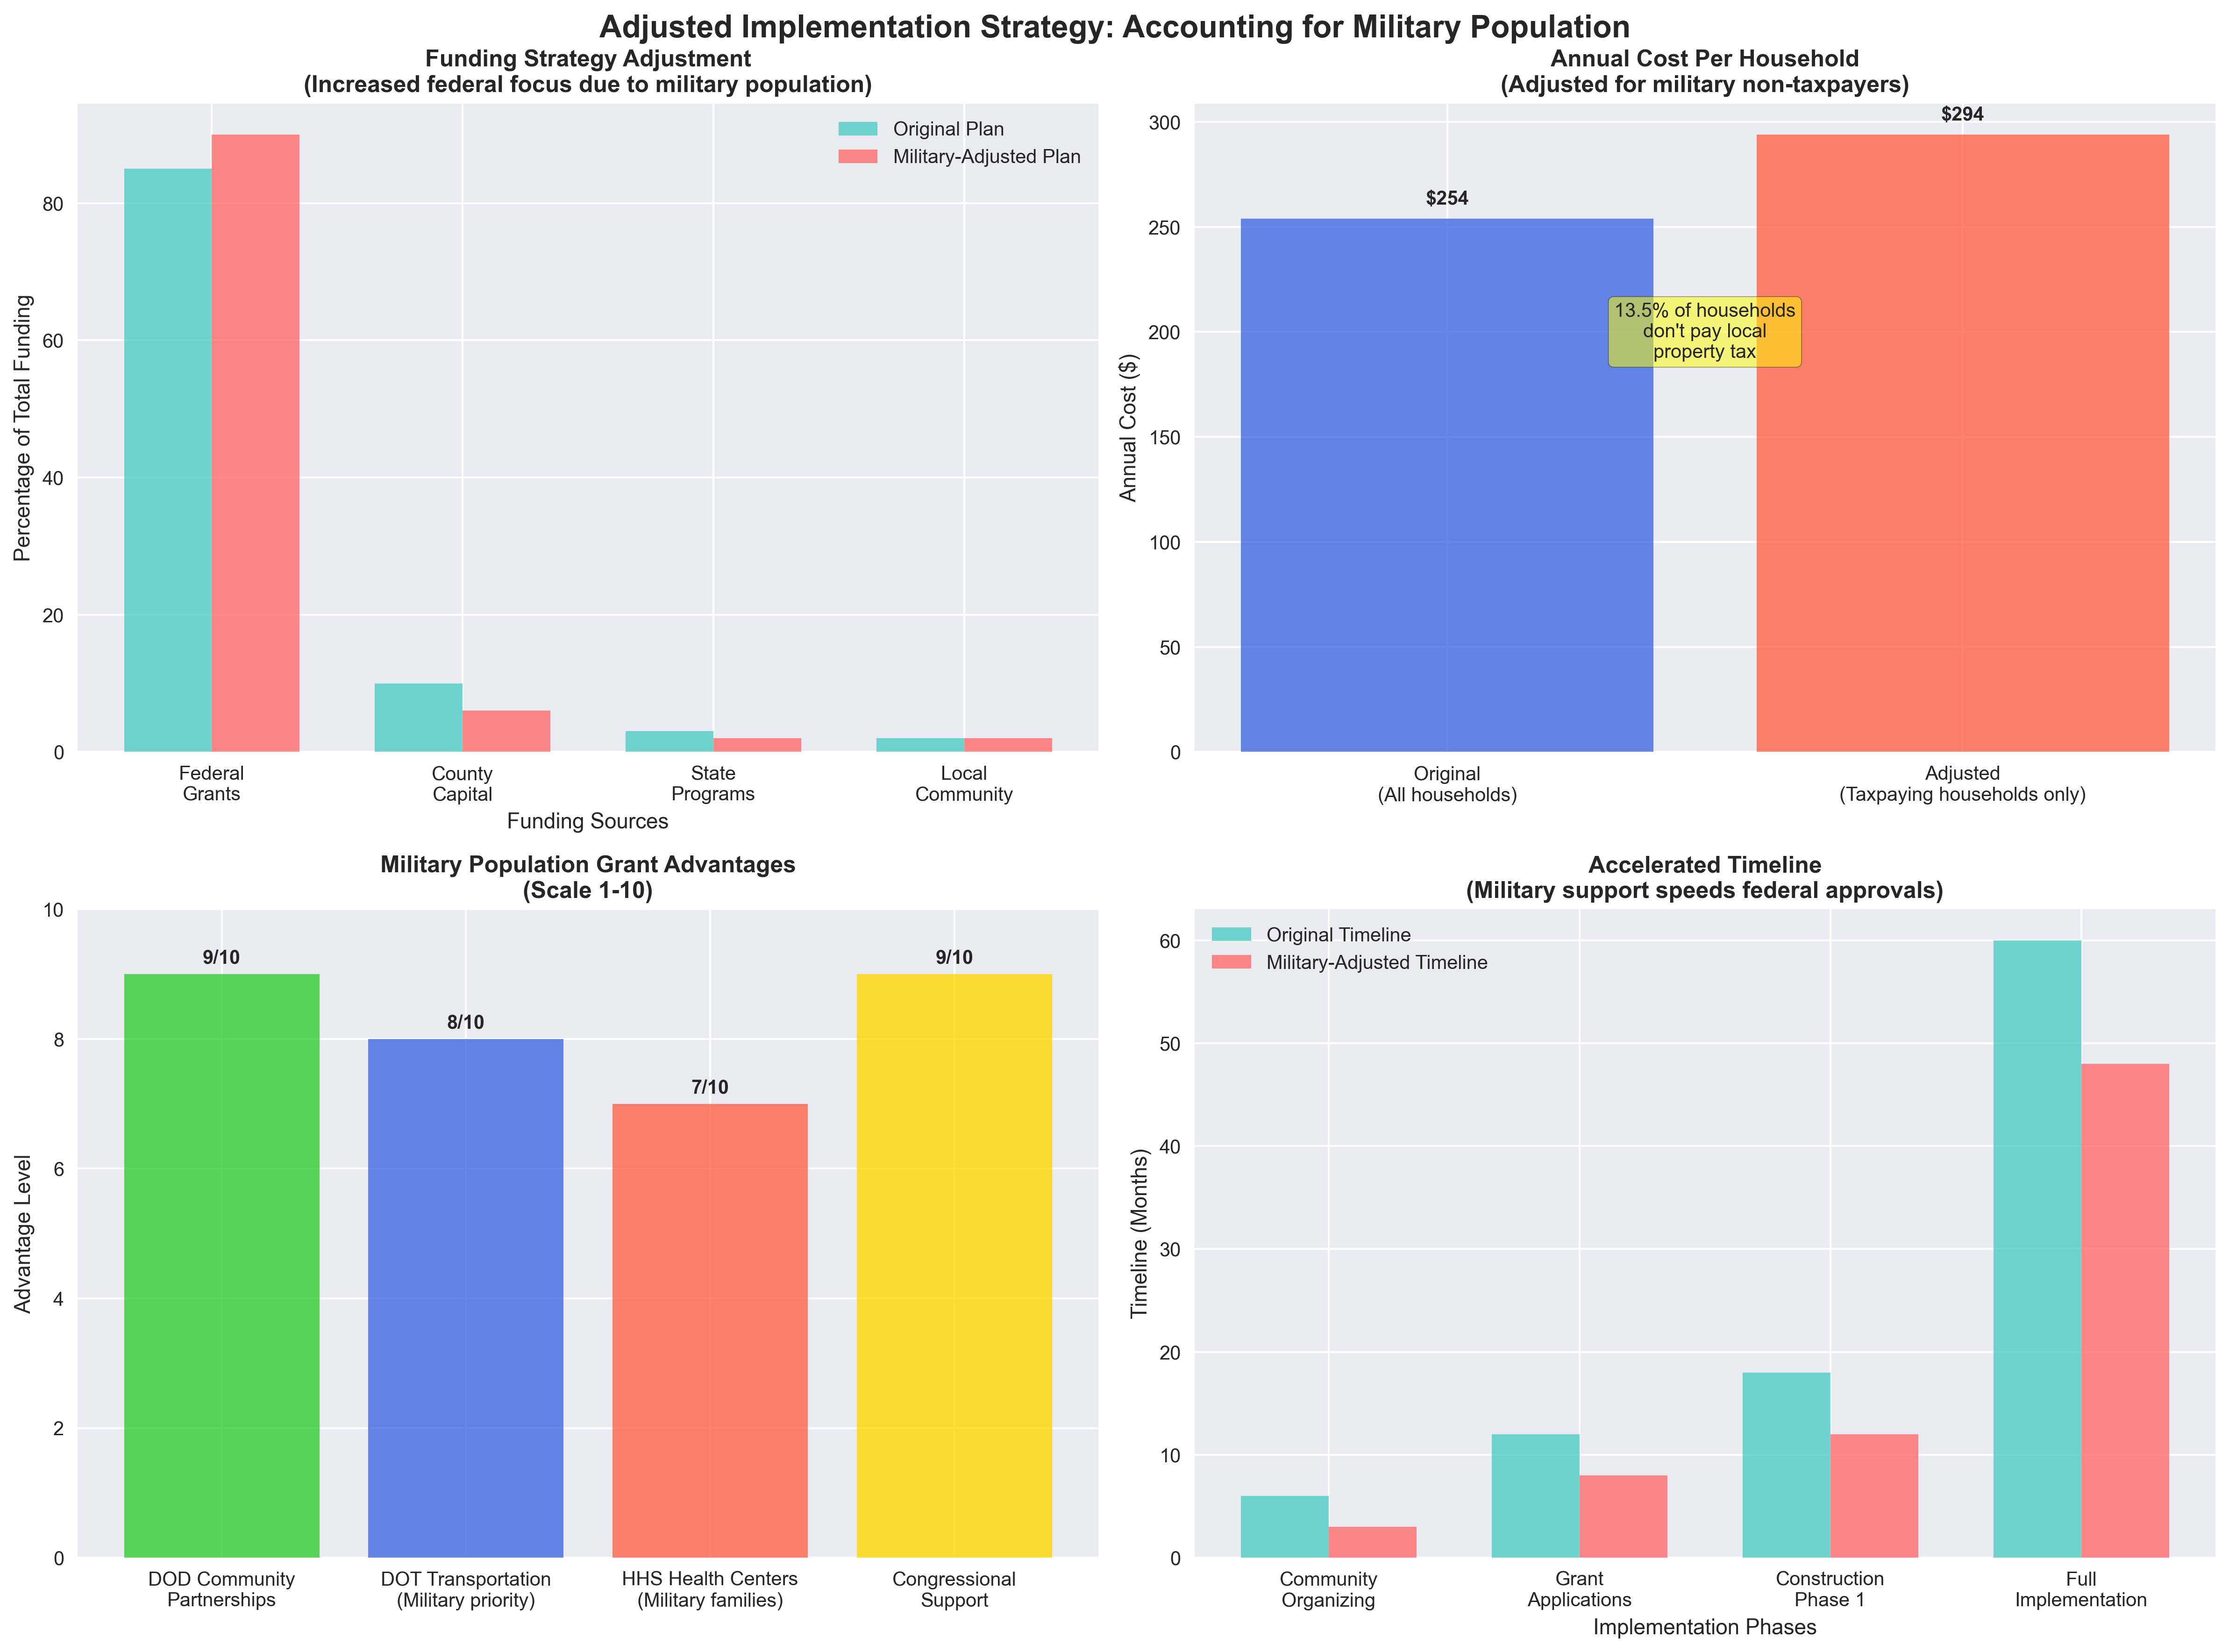 Adjusted Implementation Strategy: Accounting for Military Population
Funding Strategy Adjustment
(Increased federal focus due to military population)
Original Plan
Military-Adjusted Plan
Percentage of Total Funding
80
60
40
20
0
Federal
Grants
County
Capital
State
Programs
Local
Community
Funding Sources
Annual Cost Per Household
(Adjusted for military non-taxpayers)
$254
$294
13.5% of households
don't pay local
property tax
Annual Cost ($)
300
250
200
150
100
50
0
Original
(All households)
Adjusted
(Taxpaying households only)
Military Population Grant Advantages
(Scale 1-10)
9/10
8/10
7/10
9/10
Advantage Level
10
8
6
4
2
0
DOD Community
Partnerships
DOT Transportation
(Military priority)
HHS Health Centers
(Military families)
Congressional
Support
Accelerated Timeline
(Military support speeds federal approvals)
Original Timeline
Military-Adjusted Timeline
Timeline (Months)
60
50
40
30
20
10
0
Community
Organizing
Grant
Applications
Construction
Phase 1
Full
Implementation
Implementation Phases